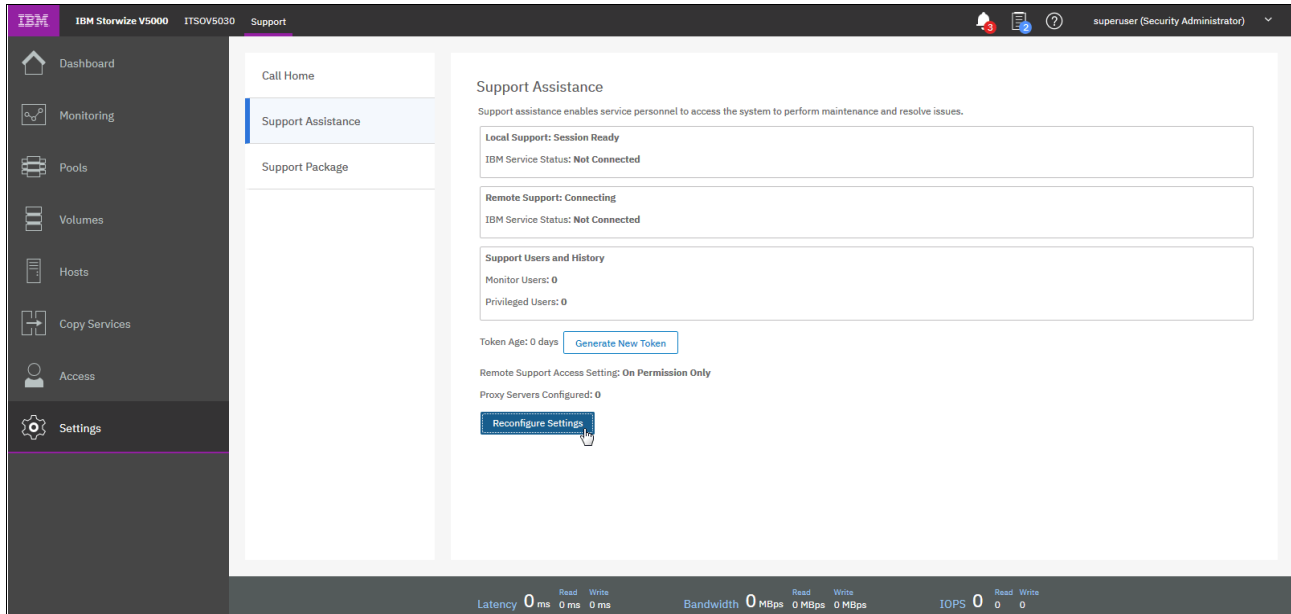 IBM IBM Storwize V5000 ITSOV5030 Support 3 2 ? superuser (Security Administrator)
Dashboard
Monitoring
Pools
Volumes
Hosts
Copy Services
Access
Settings
Call Home
Support Assistance
Support Package
Support Assistance
Support assistance enables service personnel to access the system to perform maintenance and resolve issues.
Local Support: Session Ready
IBM Service Status: Not Connected
Remote Support: Connecting
IBM Service Status: Not Connected
Support Users and History
Monitor Users: 0
Privileged Users: 0
Token Age: 0 days Generate New Token
Remote Support Access Setting: On Permission Only
Proxy Servers Configured: 0
Reconfigure Settings
Read Write Read Write Read Write
Latency 0 ms 0 ms 0 ms Bandwidth 0 MBps 0 MBps 0 MBps IOPS 0 0 0